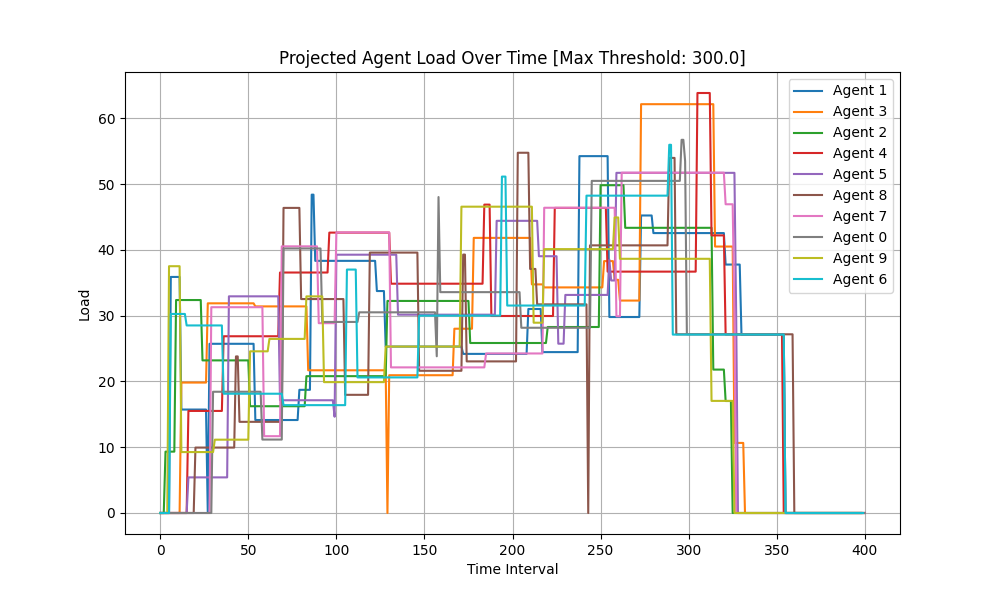 Projected Agent Load Over Time [Max Threshold: 300.0]
Load
60
50
40
30
20
10
0
0 50 100 150 200 250 300 350 400
Time Interval
Agent 1
Agent 3
Agent 2
Agent 4
Agent 5
Agent 8
Agent 7
Agent 0
Agent 9
Agent 6